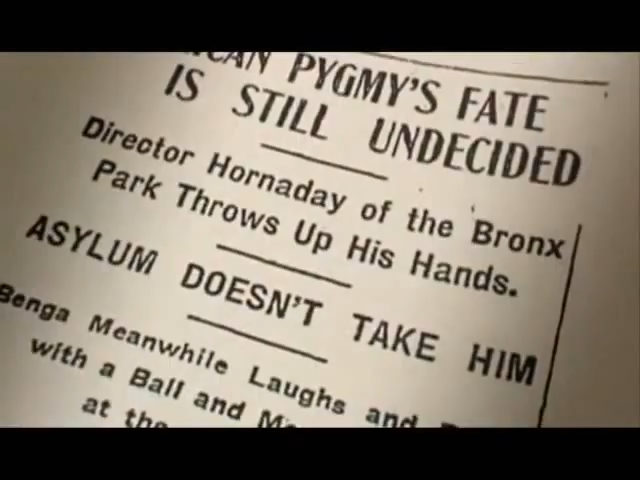 PYGMY'S FATE
IS STILL UNDECIDED
Director Hornaday of the Bronx
Park Throws Up His Hands.
ASYLUM DOESN'T TAKE HIM
Benga Meanwhile Laughs and
with a Ball and
at the